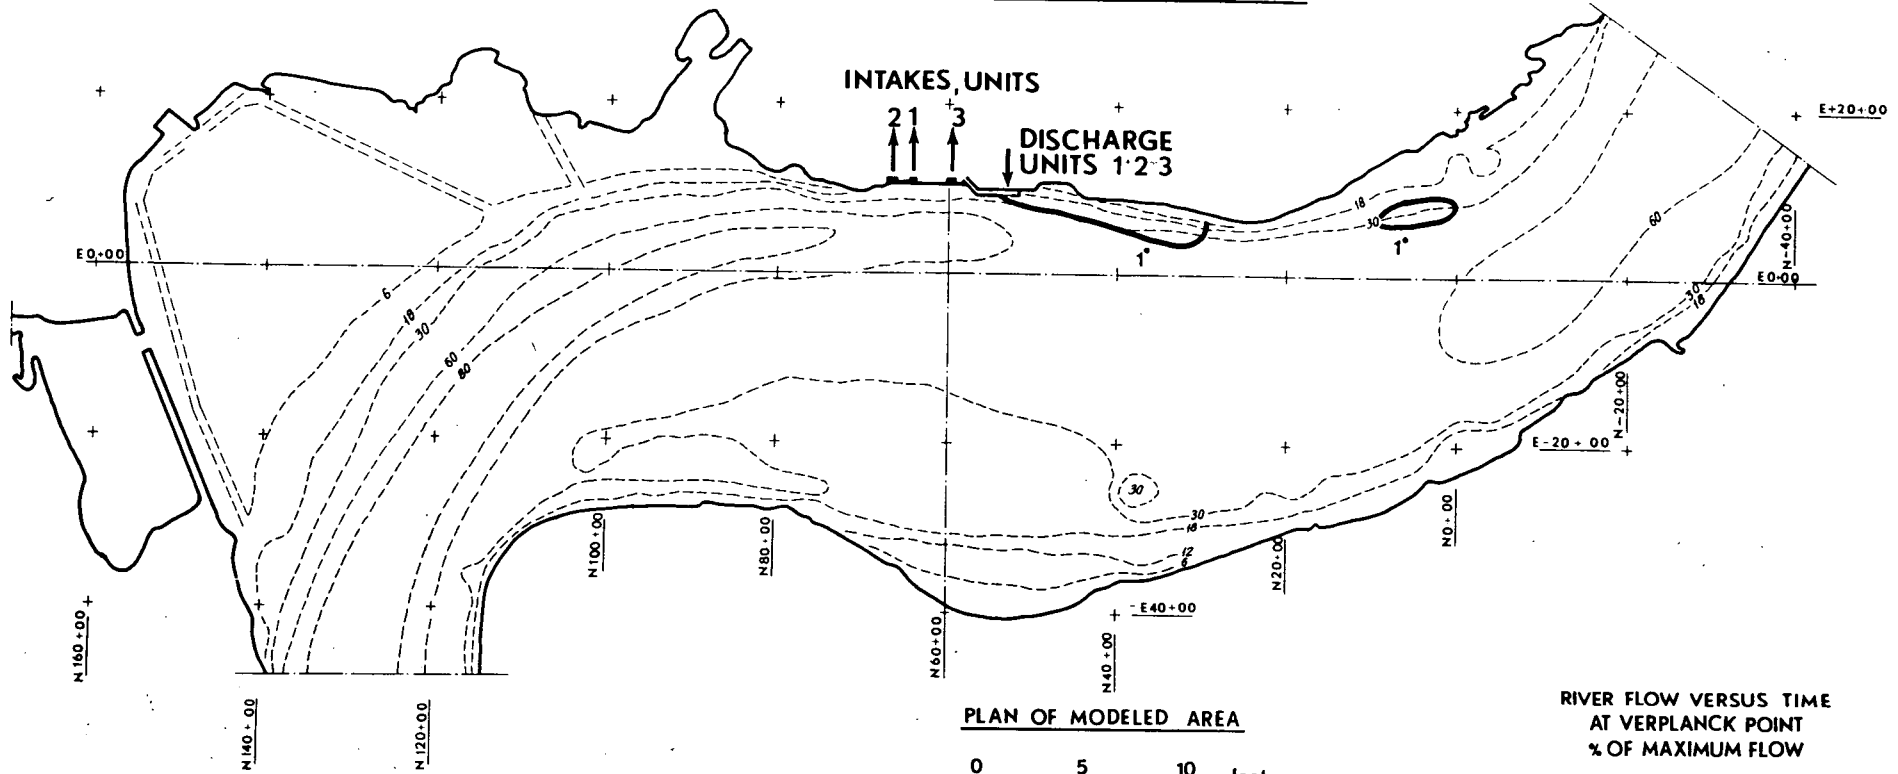 INTAKES, UNITS
2 1 3
DISCHARGE
UNITS 1·2·3
E+20+00
18
30
1°
1°
60
N-40+00
E0+00
E0+00
6
18
30
60
80
30
18
N-20+00
E-20+00
30
30
18
12
6
N100+00
N80+00
N0+00
N20+00
-E40+00
N160+00
N60+00
N40+00
N140+00
N120+00
PLAN OF MODELED AREA
0 5 10 feet
RIVER FLOW VERSUS TIME
AT VERPLANCK POINT
% OF MAXIMUM FLOW